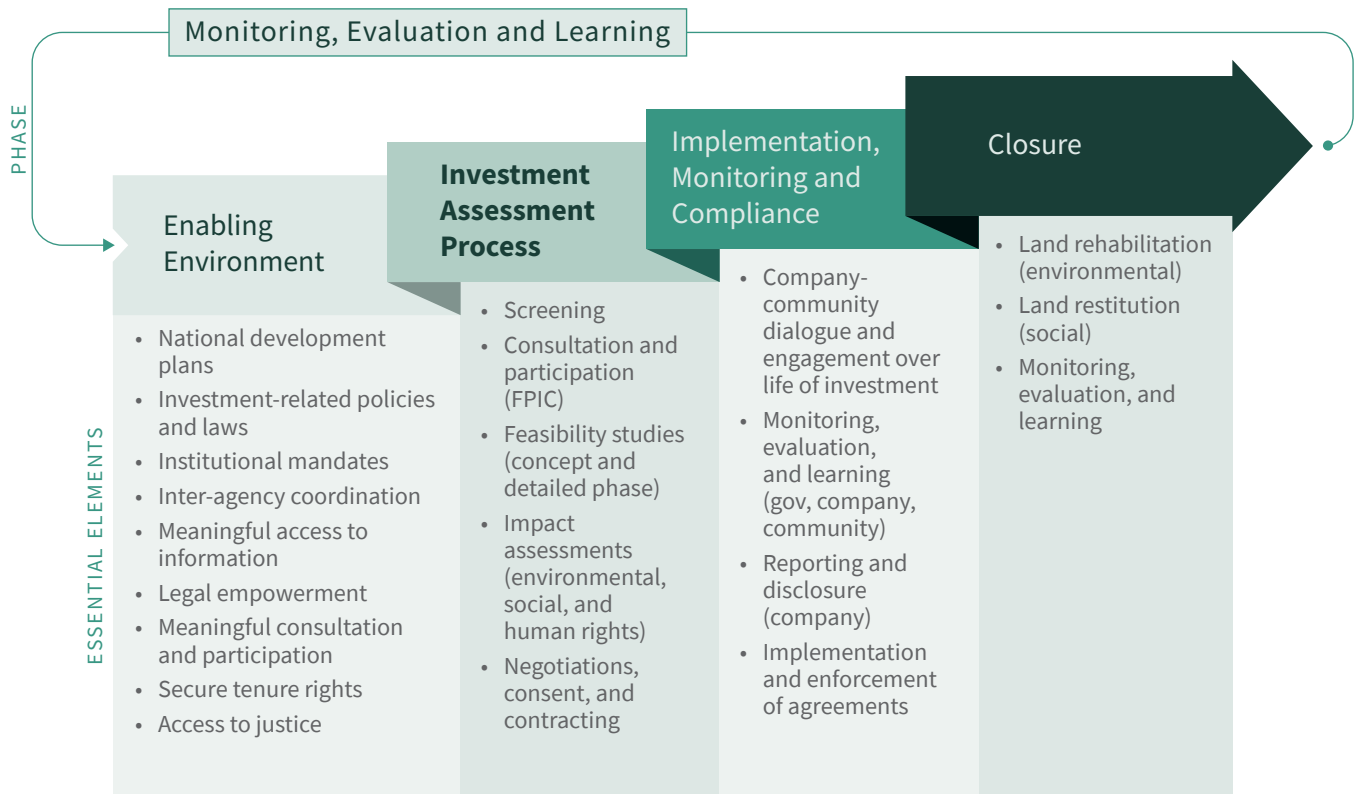 Monitoring, Evaluation and Learning
PHASE
Enabling
Environment
• National development
plans
• Investment-related policies
and laws
• Institutional mandates
• Inter-agency coordination
• Meaningful access to
information
• Legal empowerment
• Meaningful consultation
and participation
• Secure tenure rights
• Access to justice
Investment
Assessment
Process
• Screening
• Consultation and
participation
(FPIC)
• Feasibility studies
(concept and
detailed phase)
• Impact
assessments
(environmental,
social, and
human rights)
• Negotiations,
consent, and
contracting
Implementation,
Monitoring and
Compliance
• Company-
community
dialogue and
engagement over
life of investment
• Monitoring,
evaluation,
and learning
(gov, company,
community)
• Reporting and
disclosure
(company)
• Implementation
and enforcement
of agreements
Closure
• Land rehabilitation
(environmental)
• Land restitution
(social)
• Monitoring,
evaluation, and
learning
ESSENTIAL ELEMENTS